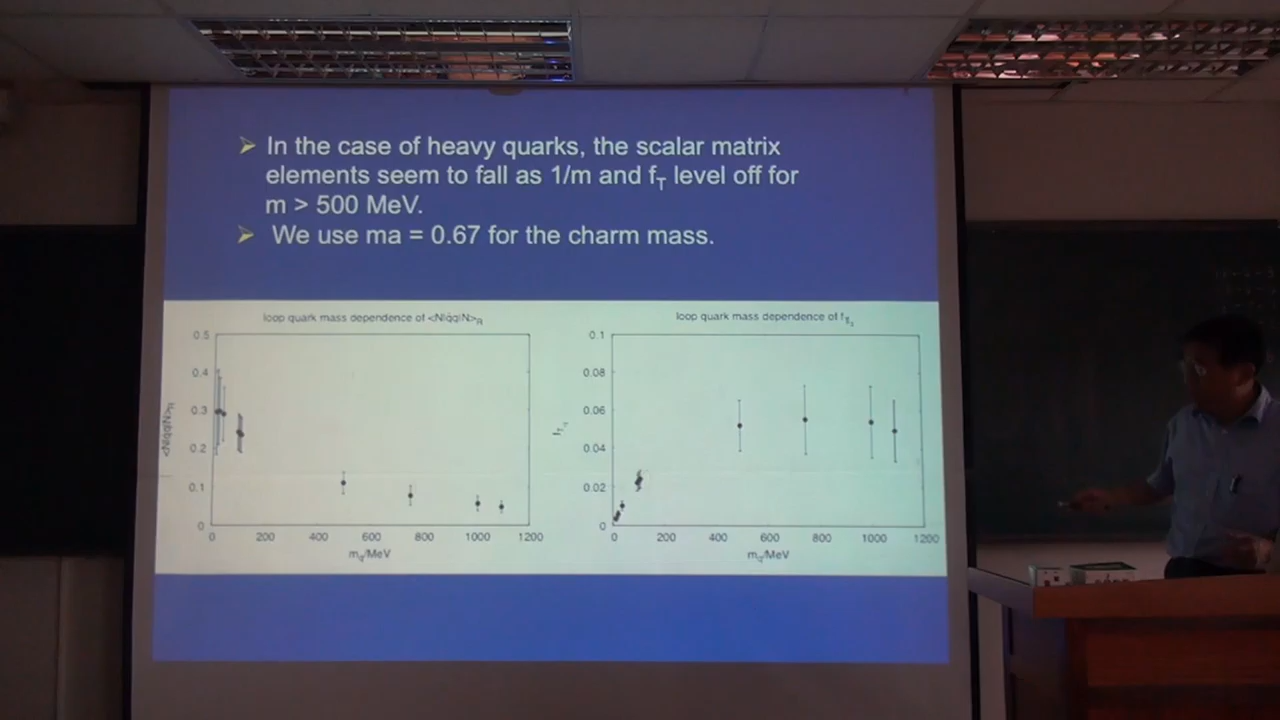 ➢ In the case of heavy quarks, the scalar matrix
elements seem to fall as 1/m and f_T level off for
m > 500 MeV.
➢ We use ma = 0.67 for the charm mass.
loop quark mass dependence of <N|q̄q|N>_R
0.5
0.4
0.3
0.2
0.1
0
<N|q̄q|N>_R
0 200 400 600 800 1000 1200
m_q/MeV
loop quark mass dependence of
0.1
0.08
0.06
0.04
0.02
0
0 200 400 600 800 1000 1200
m_q/MeV